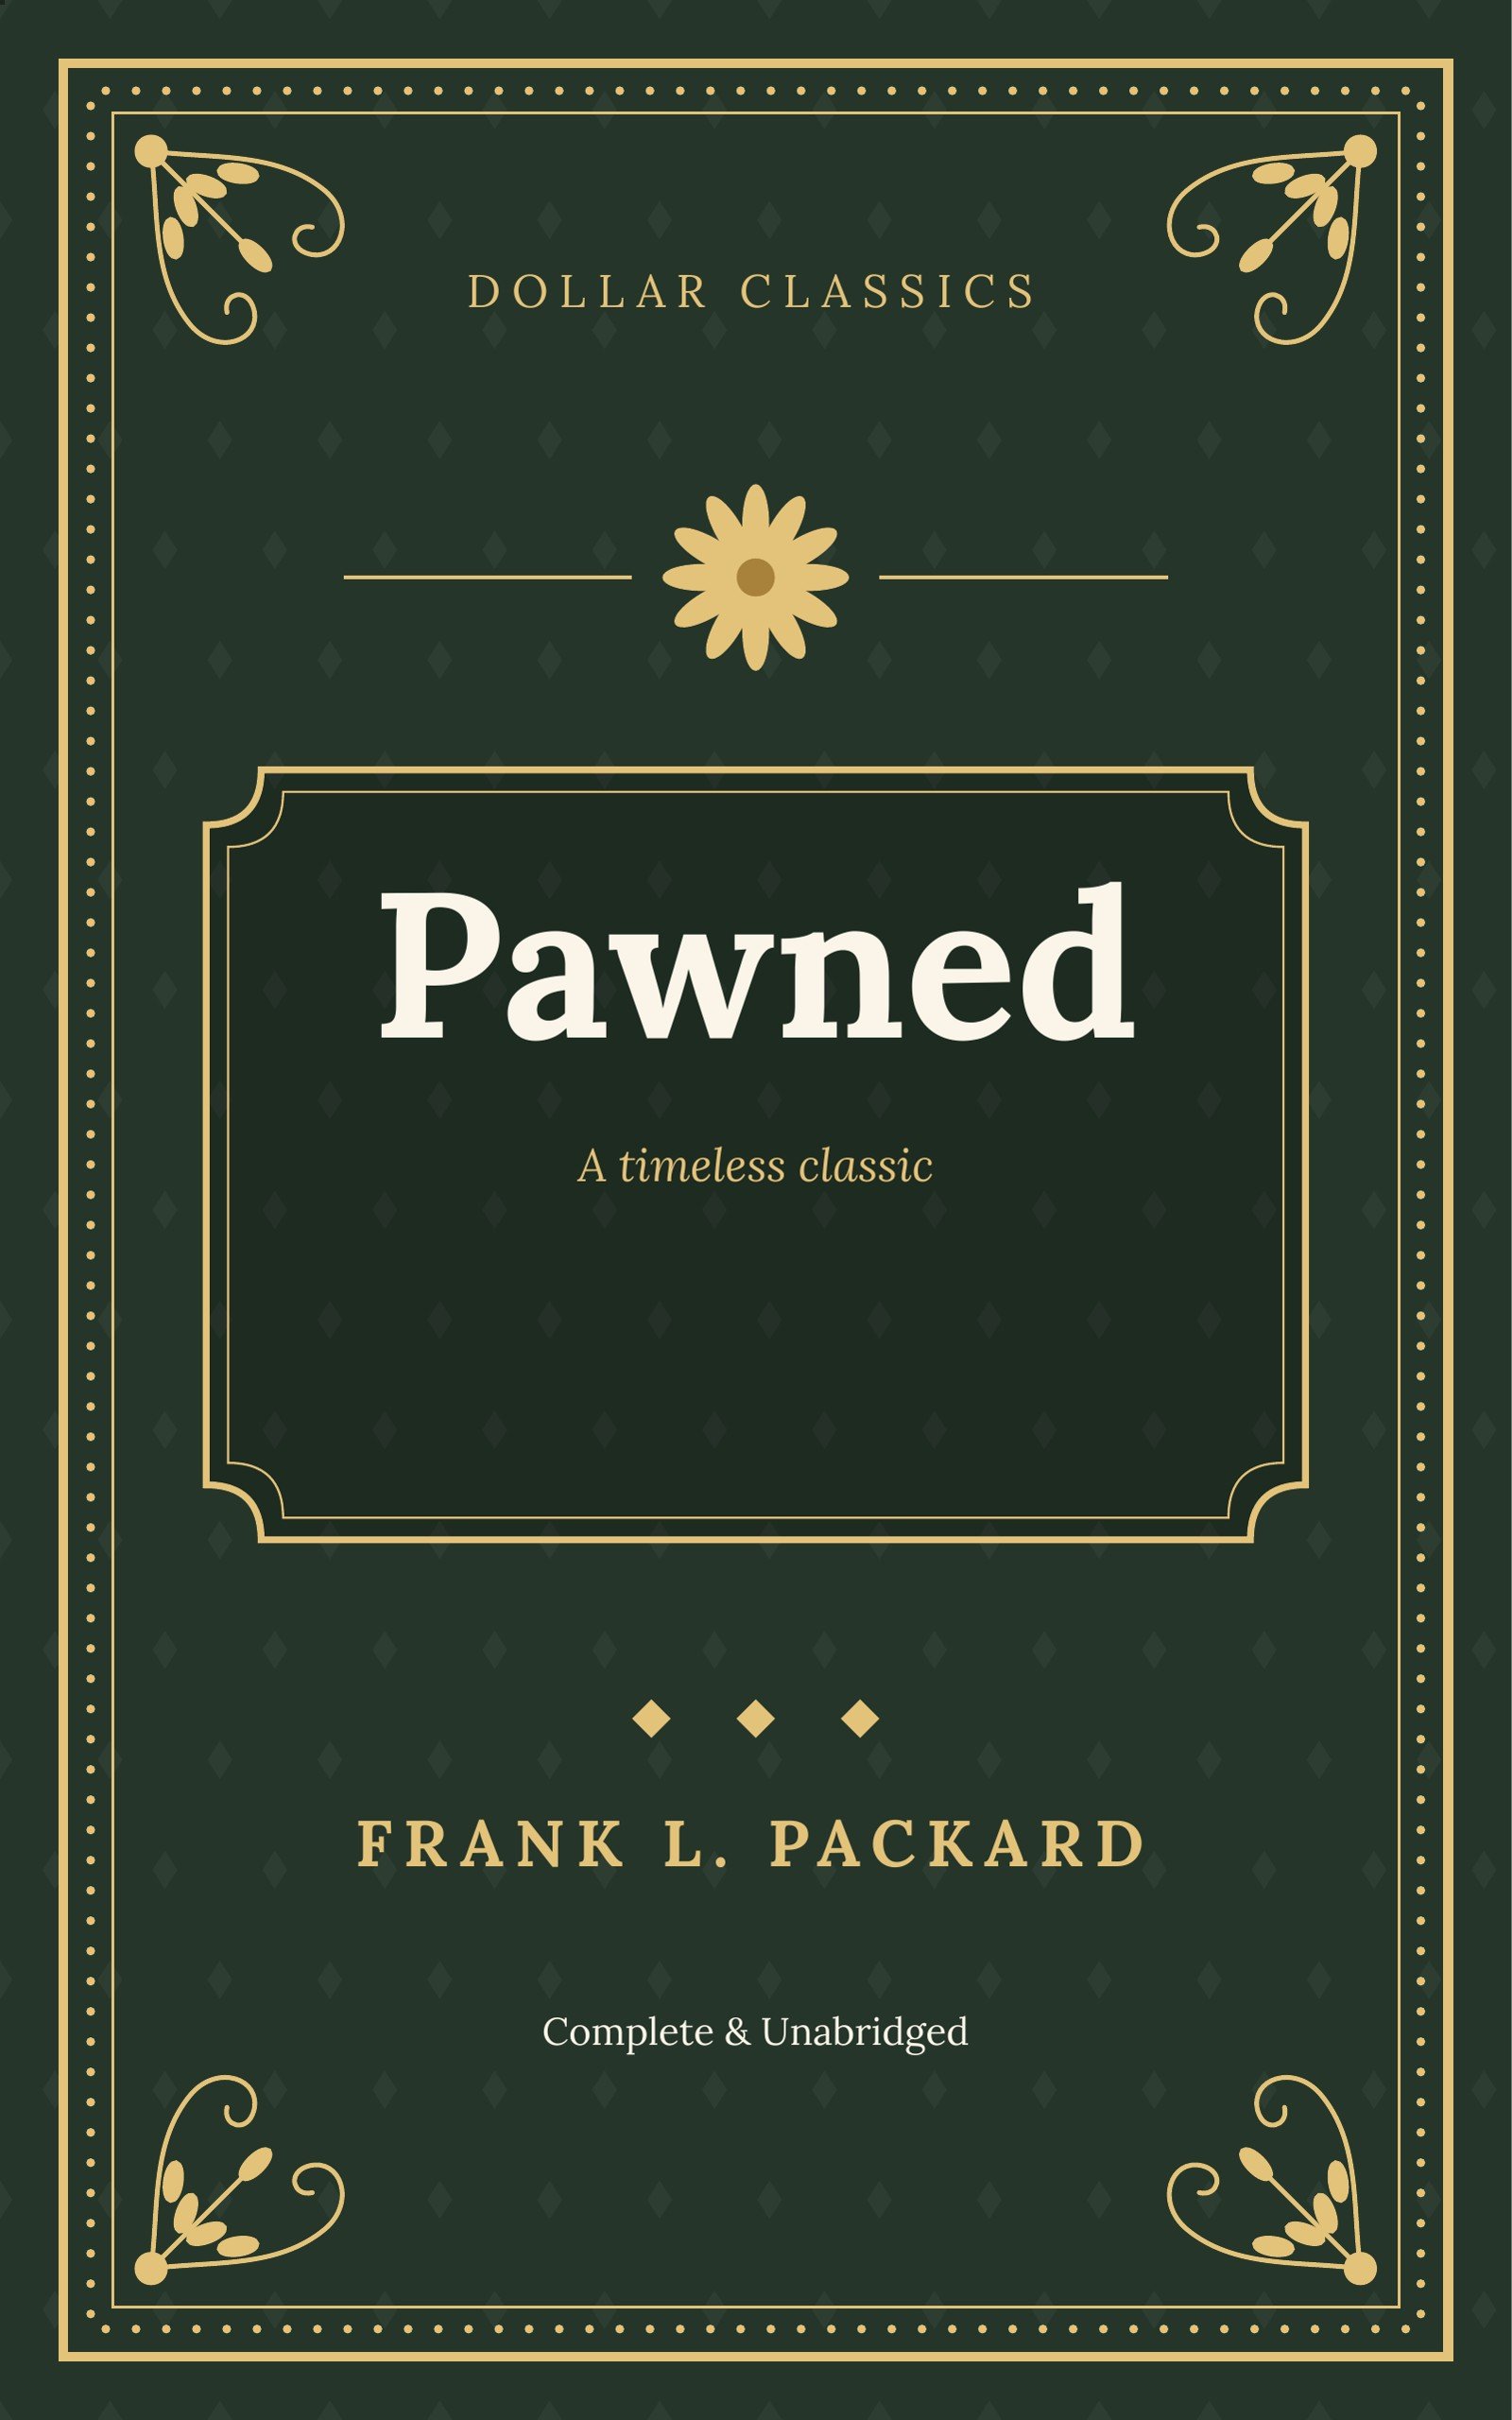 DOLLAR CLASSICS
Pawned
A timeless classic
FRANK L. PACKARD
Complete & Unabridged